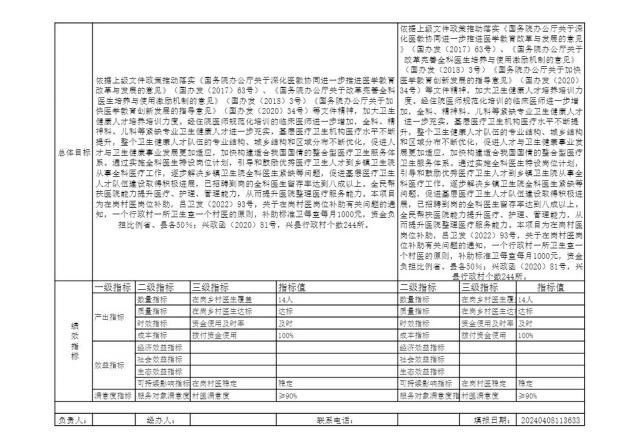 总体目标
依据上级文件政策推动落实《国务院办公厅关于深化医教协同进一步推进医学教育
改革与发展的意见》（国办发（2017）63号）、《国务院办公厅关于改革完善全科
医生培养与使用激励机制的意见》（国办发（2018）3号）《国务院办公厅关于加快
医学教育创新发展的指导意见》（国办发（2020）34号）等文件精神，加大卫生
健康人才培养培训力度，经住院医师规范化培训的临床医师进一步增加，全科、精
神科、儿科等紧缺专业卫生健康人才进一步充实，基层医疗卫生机构医疗水平不断
提升，整个卫生健康人才队伍的专业结构、城乡结构和区域分布不断优化，促进人
才与卫生健康事业发展更加适应，加快构建适合我国国情的整合型医疗卫生服务体
系。通过实施全科医生特设岗位计划，引导和鼓励优秀医疗卫生人才到乡镇卫生院
从事全科医疗工作，逐步解决乡镇卫生院全科医生紧缺等问题，促进基层医疗卫生
人才队伍建设取得积极进展，已招聘到岗的全科医生留存率达到八成以上。全民帮
扶医院能力提升医疗、护理、管理能力，从而提升医院整理医疗服务能力。本项目
为在村医岗位补助，吕卫发（2022）93号，关于在岗村医岗位补助有关问题的通
知，一个行政村一所卫生室一个村医的原则，补助标准卫每室每月1000元，资金负
担比例省、县各50%；兴政函（2020）81号，兴县行政村个数244所。
依据上级文件政策推动落实《国务院办公厅关于深
化医教协同进一步推进医学教育改革与发展的意见
》（国办发（2017）63号）、《国务院办公厅关于
改革完善全科医生培养与使用激励机制的意见》
（国办发（2018）3号）《国务院办公厅关于加快
医学教育创新发展的指导意见》（国办发（2020）
34号）等文件精神，加大卫生健康人才培养培训力
度，经住院医师规范化培训的临床医师进一步增
加，全科、精神科、儿科等紧缺专业卫生健康人才
进一步充实，基层医疗卫生机构医疗水平不断提
升，整个卫生健康人才队伍的专业结构、城乡结构
和区域分布不断优化，促进人才与卫生健康事业发
展更加适应，加快构建适合我国国情的整合型医疗
卫生服务体系。通过实施全科医生特设岗位计划，
引导和鼓励优秀医疗卫生人才到乡镇卫生院从事全
科医疗工作，逐步解决乡镇卫生院全科医生紧缺等
问题，促进基层医疗卫生人才队伍建设取得积极进
展，已招聘到岗的全科医生留存率达到八成以上。
全民帮扶医院能力提升医疗、护理、管理能力，从
而提升医院整理医疗服务能力。本项目为在村医岗
岗位补助，吕卫发（2022）93号，关于在岗村医岗
位补助有关问题的通知，一个行政村一所卫生室一
个村医的原则，补助标准卫每室每月1000元，资金
负担比例省、县各50%；兴政函（2020）81号，兴
县行政村个数244所。
绩效指标
一级指标 二级指标 三级指标 指标值 二级指标 三级指标 指标值
产出指标
数量指标 在岗乡村医生覆盖 14人 数量指标 在岗乡村医生覆 14人
质量指标 在岗乡村医生达标 达标 质量指标 在岗乡村医生达 达标
时效指标 资金使用及时率 及时 时效指标 资金使用及时率 及时
成本指标 拨付资金使用 100% 成本指标 拨付资金使用 100%
效益指标
经济效益指标 经济效益指标
社会效益指标 社会效益指标
生态效益指标 生态效益指标
可持续影响指标 在岗村医稳定 稳定 可持续影响指标 在岗村医稳定 稳定
满意度指标 服务对象满意度 村医满意度 ≥90% 服务对象满意度 村医满意度 ≥90%
负责人： 经办人： 联系电话： 填报日期： 20240408113633